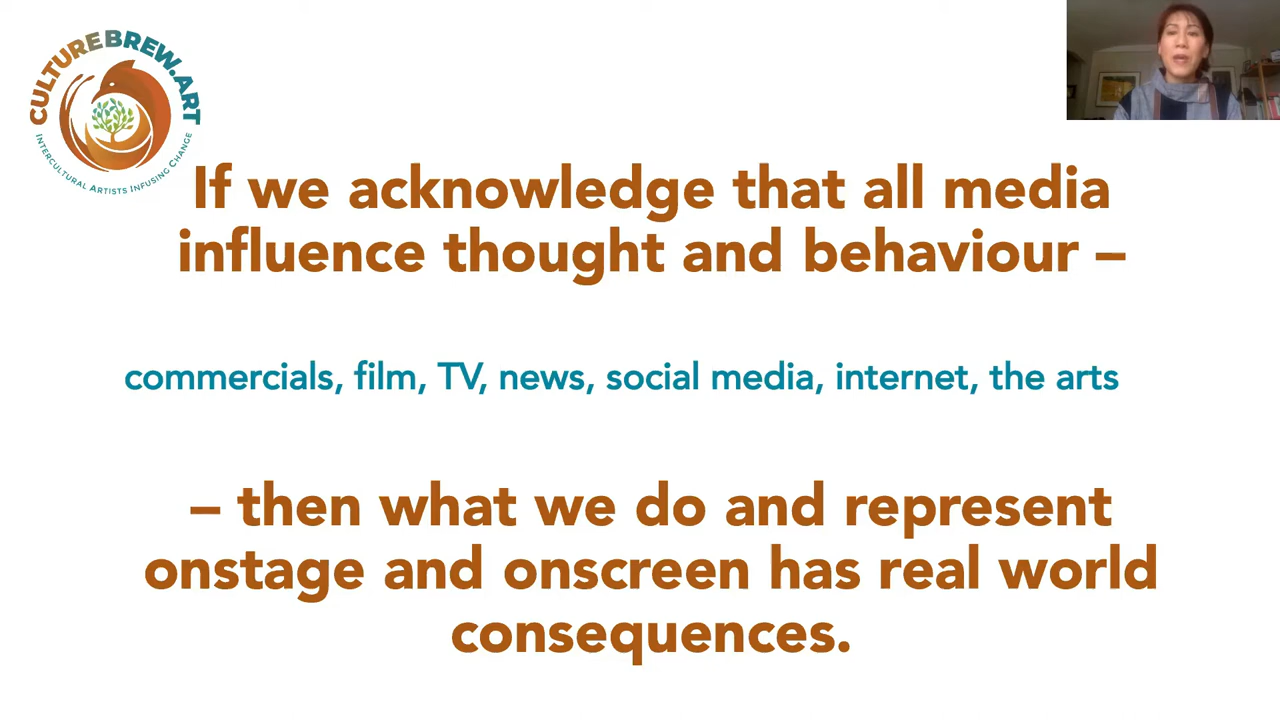 CULTUREBREW.ART
INTERCULTURAL ARTISTS INFUSING CHANGE
If we acknowledge that all media
influence thought and behaviour –
commercials, film, TV, news, social media, internet, the arts
– then what we do and represent
onstage and onscreen has real world
consequences.